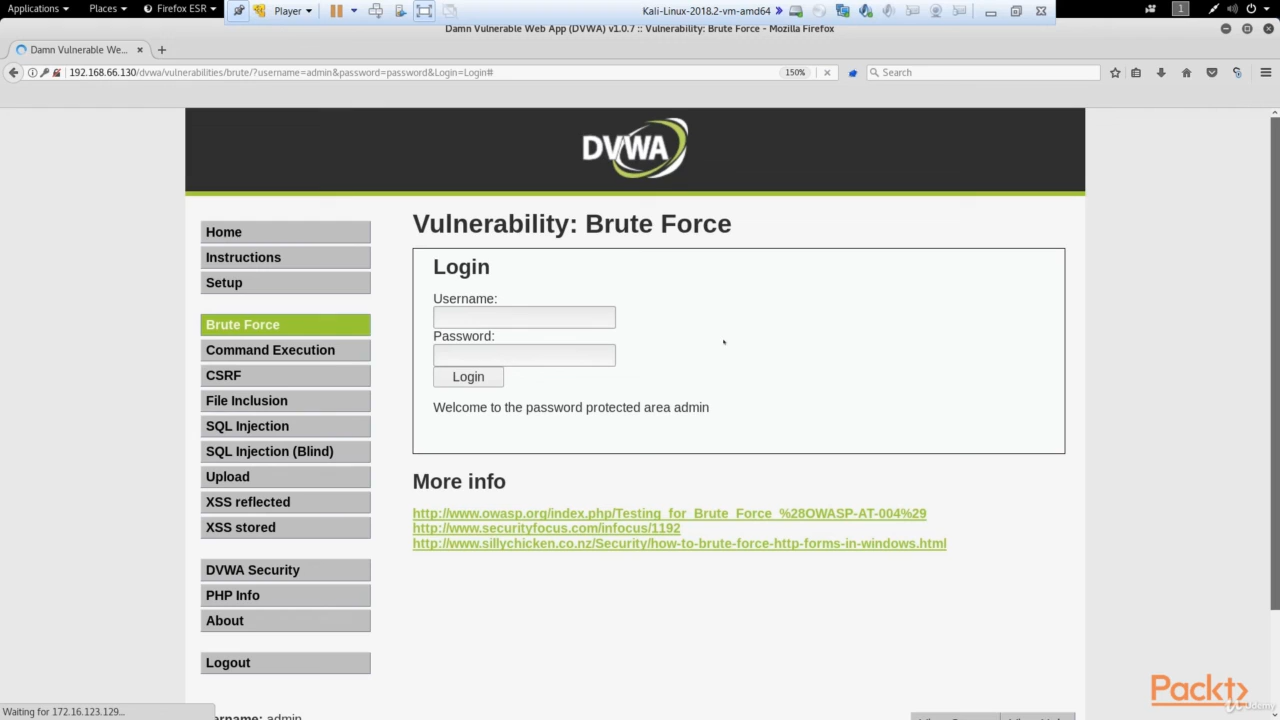 Applications Places Firefox ESR Player Kali-Linux-2018.2-vm-amd64 1
Damn Vulnerable Web App (DVWA) v1.0.7 :: Vulnerability: Brute Force - Mozilla Firefox
Damn Vulnerable We...
192.168.66.130/dvwa/vulnerabilities/brute/?username=admin&password=password&Login=Login# 150% Search
DVWA
Vulnerability: Brute Force
Home
Instructions
Setup
Brute Force
Command Execution
CSRF
File Inclusion
SQL Injection
SQL Injection (Blind)
Upload
XSS reflected
XSS stored
DVWA Security
PHP Info
About
Logout
Login
Username:
Password:
Login
Welcome to the password protected area admin
More info
http://www.owasp.org/index.php/Testing_for_Brute_Force_%28OWASP-AT-004%29
http://www.securityfocus.com/infocus/1192
http://www.sillychicken.co.nz/Security/how-to-brute-force-http-forms-in-windows.html
Packt
Udemy
Waiting for 172.16.123.129...
admin